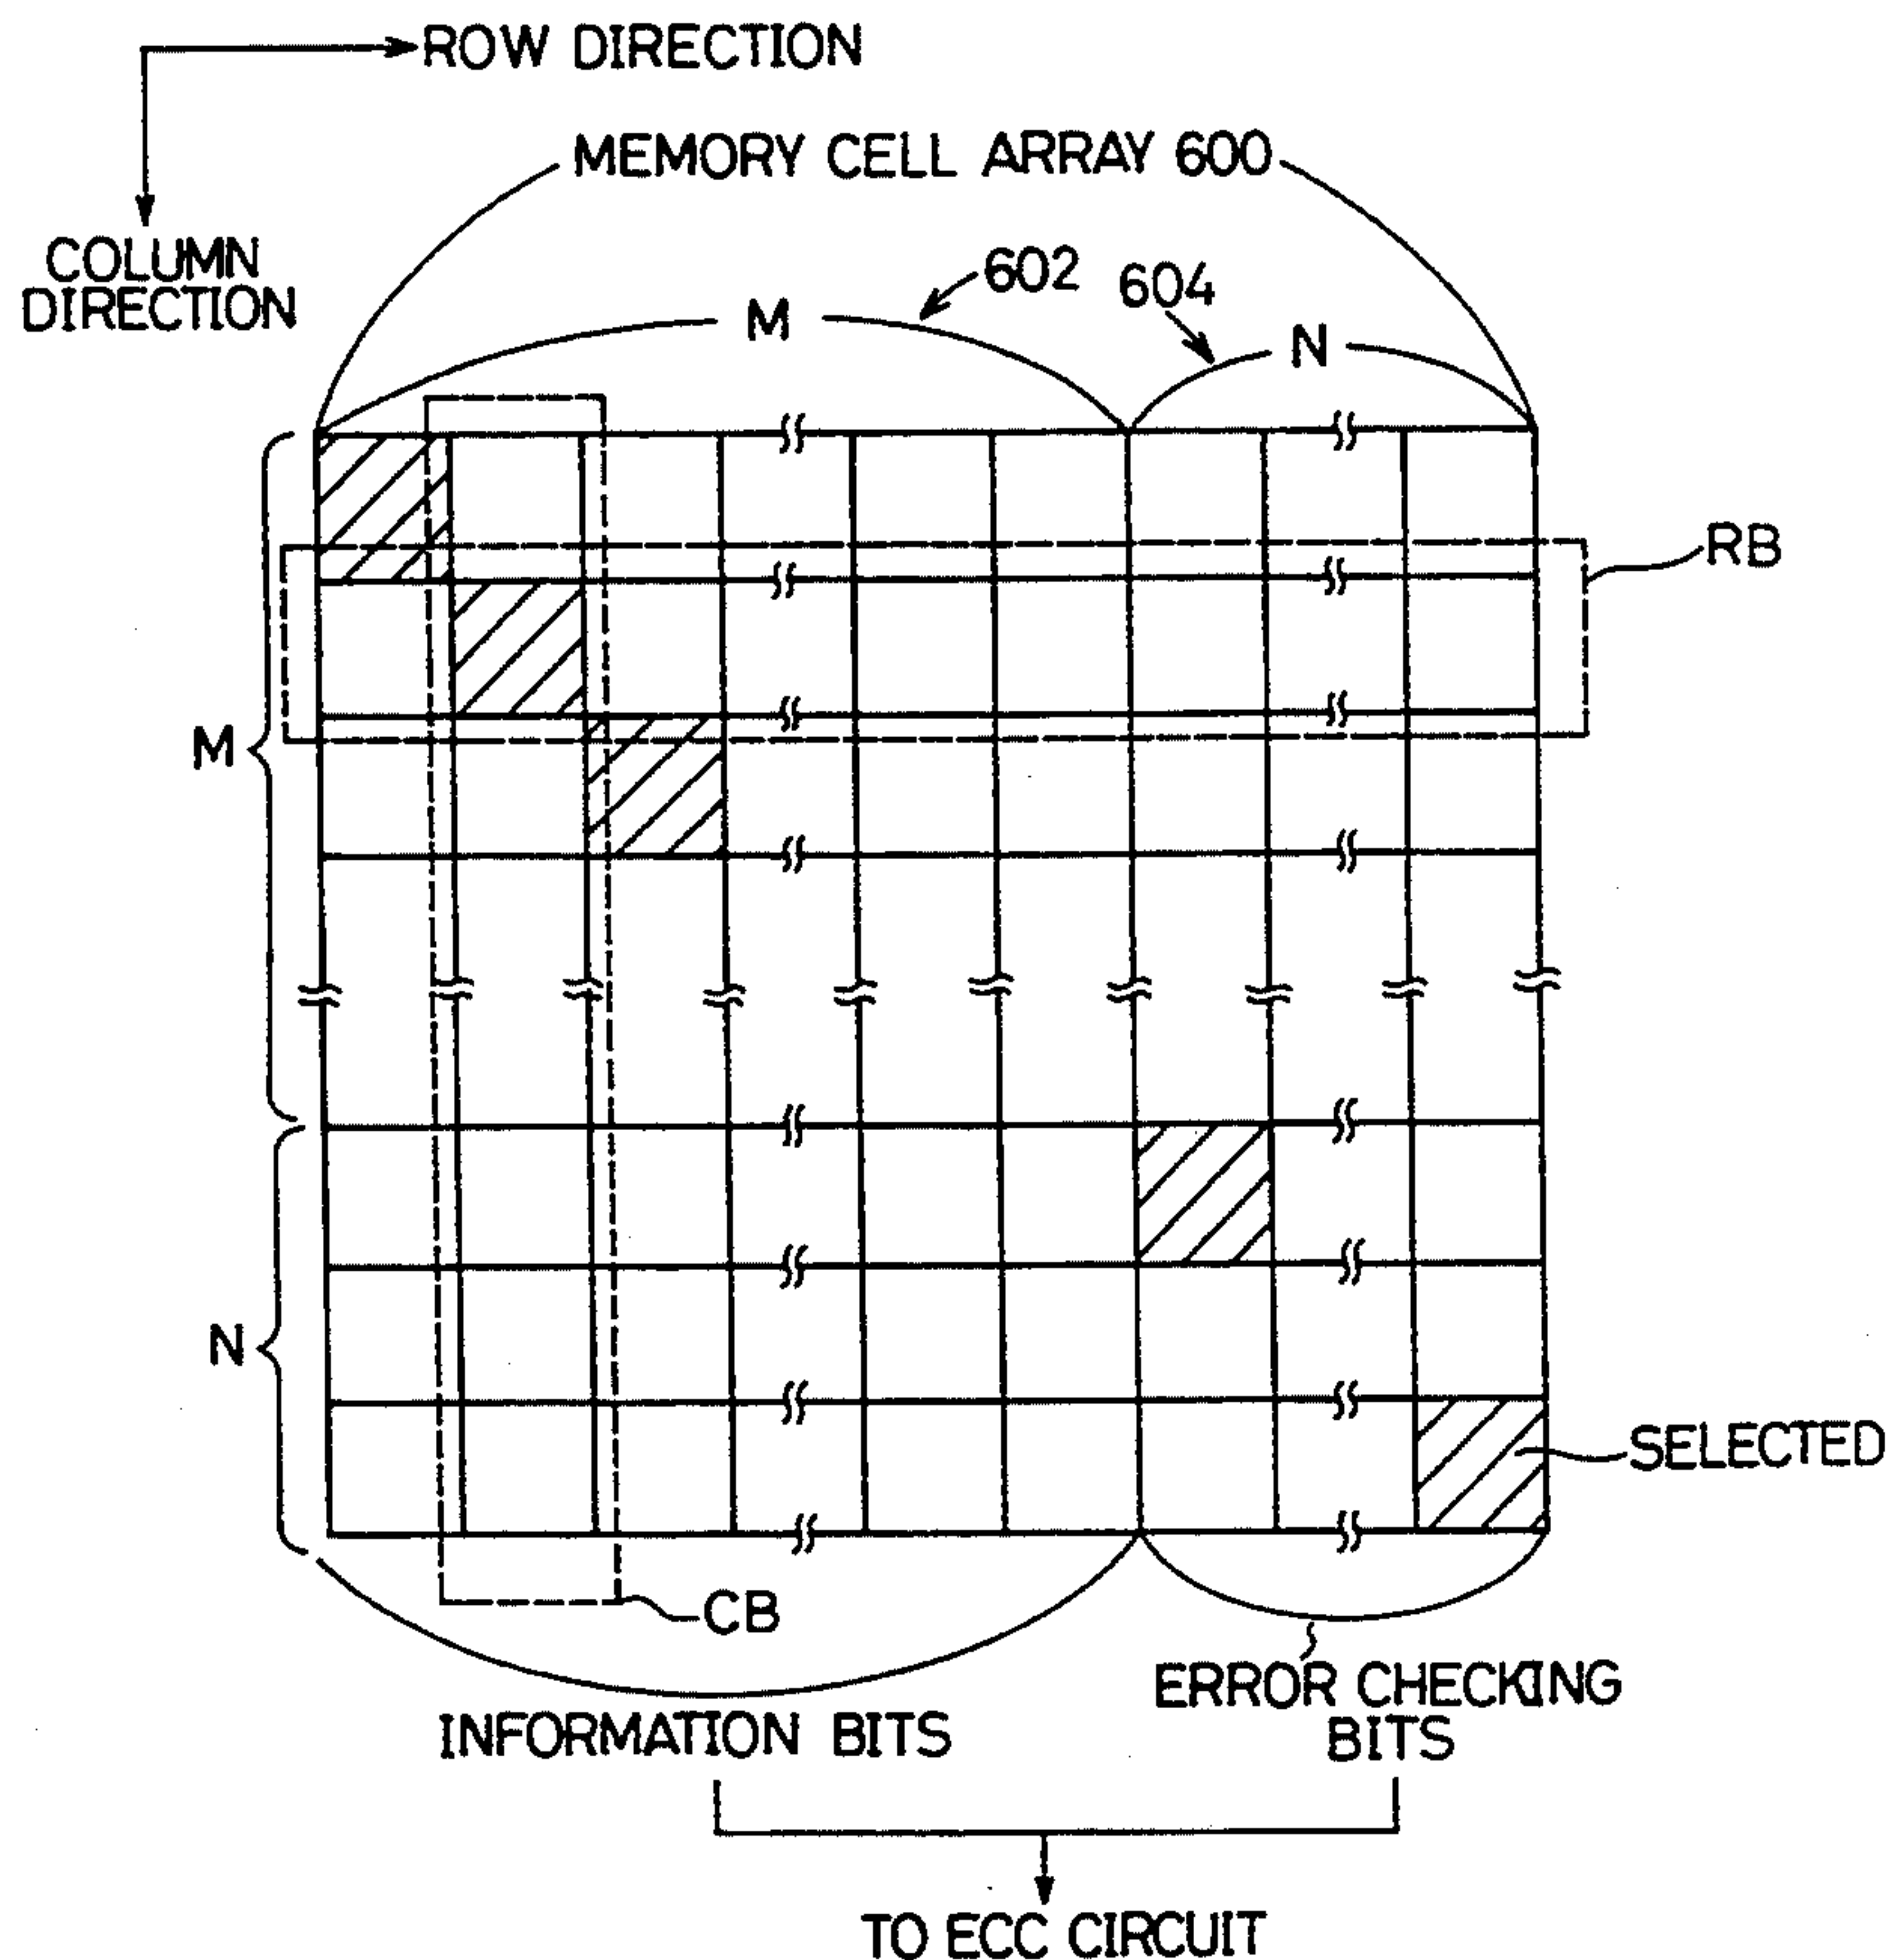 ROW DIRECTION
MEMORY CELL ARRAY 600
COLUMN
DIRECTION
602
604
M
N
RB
M
N
SELECTED
CB
ERROR CHECKING
BITS
INFORMATION BITS
TO ECC CIRCUIT